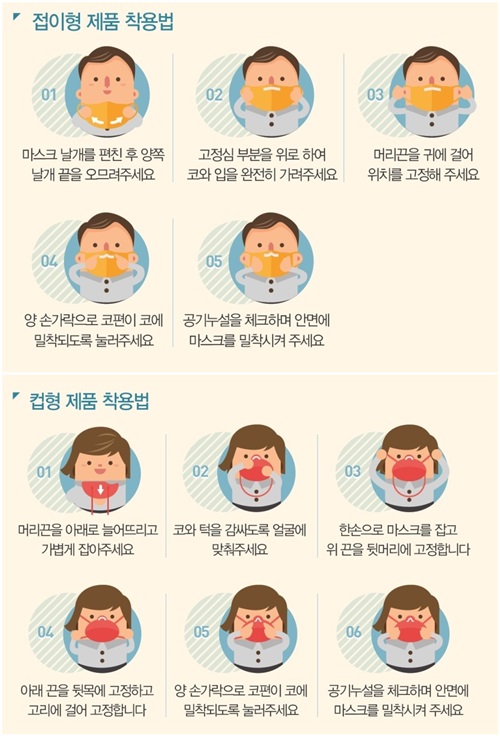 접이형 제품 착용법
01
마스크 날개를 편친 후 양쪽
날개 끝을 오므려주세요
02
고정심 부분을 위로 하여
코와 입을 완전히 가려주세요
03
머리끈을 귀에 걸어
위치를 고정해 주세요
04
양 손가락으로 코편이 코에
밀착되도록 눌러주세요
05
공기누설을 체크하며 안면에
마스크를 밀착시켜 주세요
컵형 제품 착용법
01
머리끈을 아래로 늘어뜨리고
가볍게 잡아주세요
02
코와 턱을 감싸도록 얼굴에
맞춰주세요
03
한손으로 마스크를 잡고
위 끈을 뒷머리에 고정합니다
04
아래 끈을 뒷목에 고정하고
고리에 걸어 고정합니다
05
양 손가락으로 코편이 코에
밀착되도록 눌러주세요
06
공기누설을 체크하며 안면에
마스크를 밀착시켜 주세요